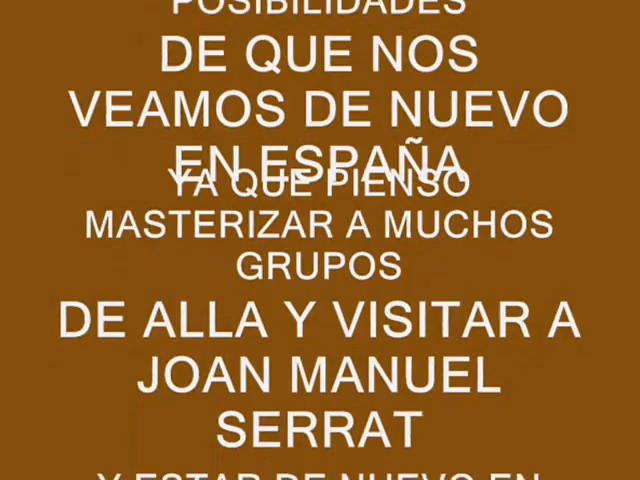 POSIBILIDADES
DE QUE NOS
VEAMOS DE NUEVO
EN ESPAÑA
YA QUE PIENSO
MASTERIZAR A MUCHOS
GRUPOS
DE ALLA Y VISITAR A
JOAN MANUEL
SERRAT
Y ESTAR DE NUEVO EN